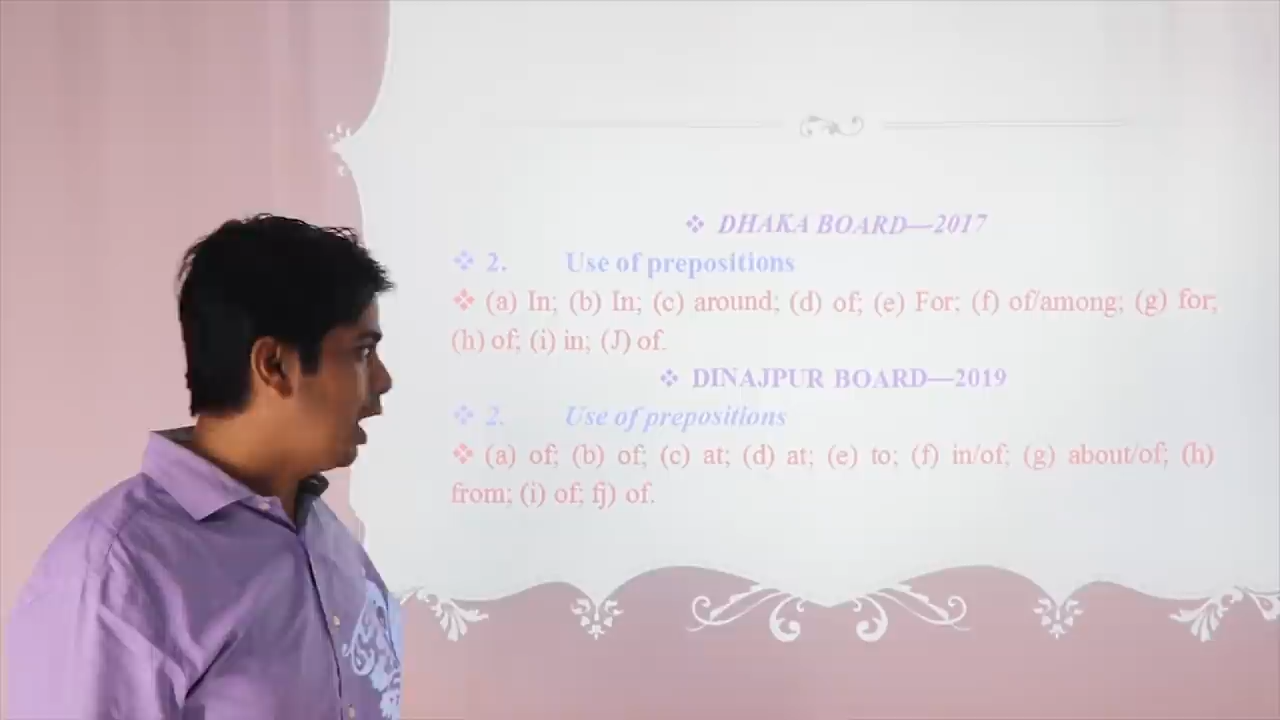 ❖ DHAKA BOARD—2017
❖ 2. Use of prepositions
❖ (a) In; (b) In; (c) around; (d) of; (e) For; (f) of/among; (g) for;
(h) of; (i) in; (J) of.
❖ DINAJPUR BOARD—2019
❖ 2. Use of prepositions
❖ (a) of; (b) of; (c) at; (d) at; (e) to; (f) in/of; (g) about/of; (h)
from; (i) of; fj) of.